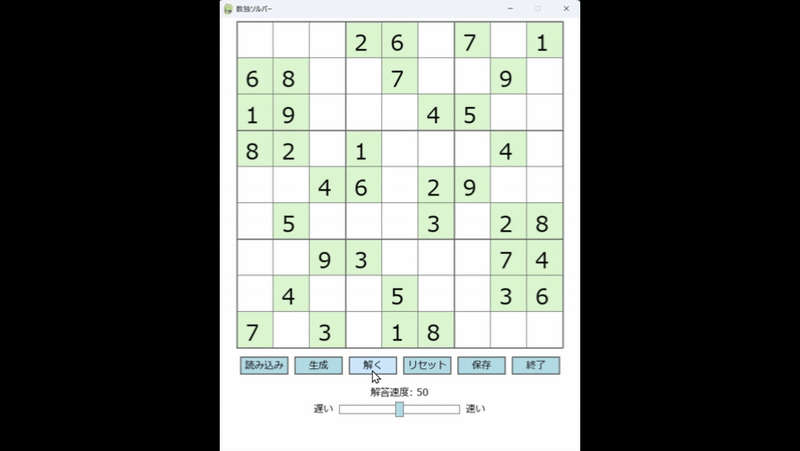 数独ソルバー
2 6 7 1
6 8 7 9
1 9 4 5
8 2 1 4
4 6 2 9
5 3 2 8
9 3 7 4
4 5 3 6
7 3 1 8
読み込み 生成 解く リセット 保存 終了
解答速度: 50
遅い 速い